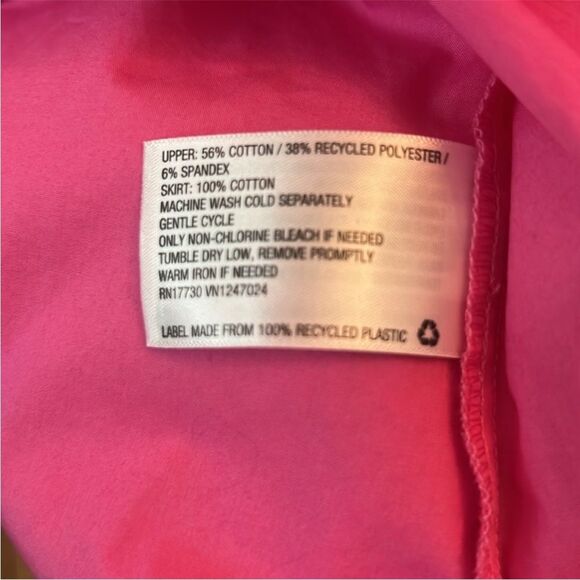 UPPER: 56% COTTON / 38% RECYCLED POLYESTER /
6% SPANDEX
SKIRT: 100% COTTON
MACHINE WASH COLD SEPARATELY
GENTLE CYCLE
ONLY NON-CHLORINE BLEACH IF NEEDED
TUMBLE DRY LOW, REMOVE PROMPTLY
WARM IRON IF NEEDED
RN17730 VN1247024
LABEL MADE FROM 100% RECYCLED PLASTIC